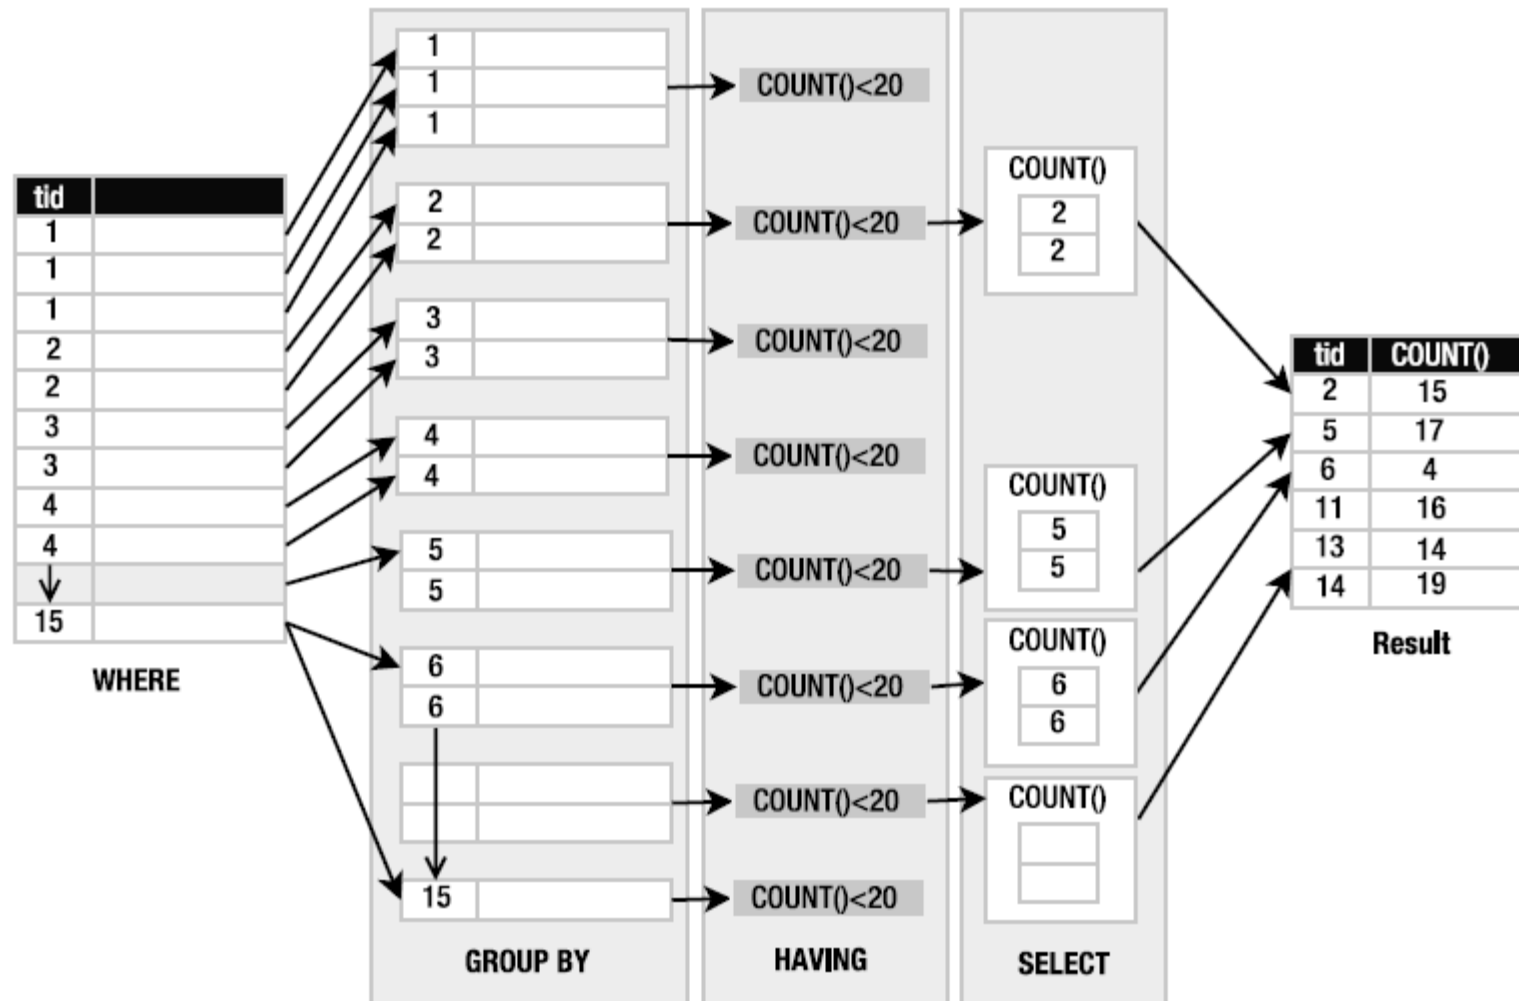 tid
1
1
1
2
2
3
3
4
4
15
WHERE
1
1
1
2
2
3
3
4
4
5
5
6
6
15
GROUP BY
COUNT()<20
COUNT()<20
COUNT()<20
COUNT()<20
COUNT()<20
COUNT()<20
COUNT()<20
COUNT()<20
HAVING
COUNT()
2
2
COUNT()
5
5
COUNT()
6
6
COUNT()
SELECT
tid COUNT()
2 15
5 17
6 4
11 16
13 14
14 19
Result